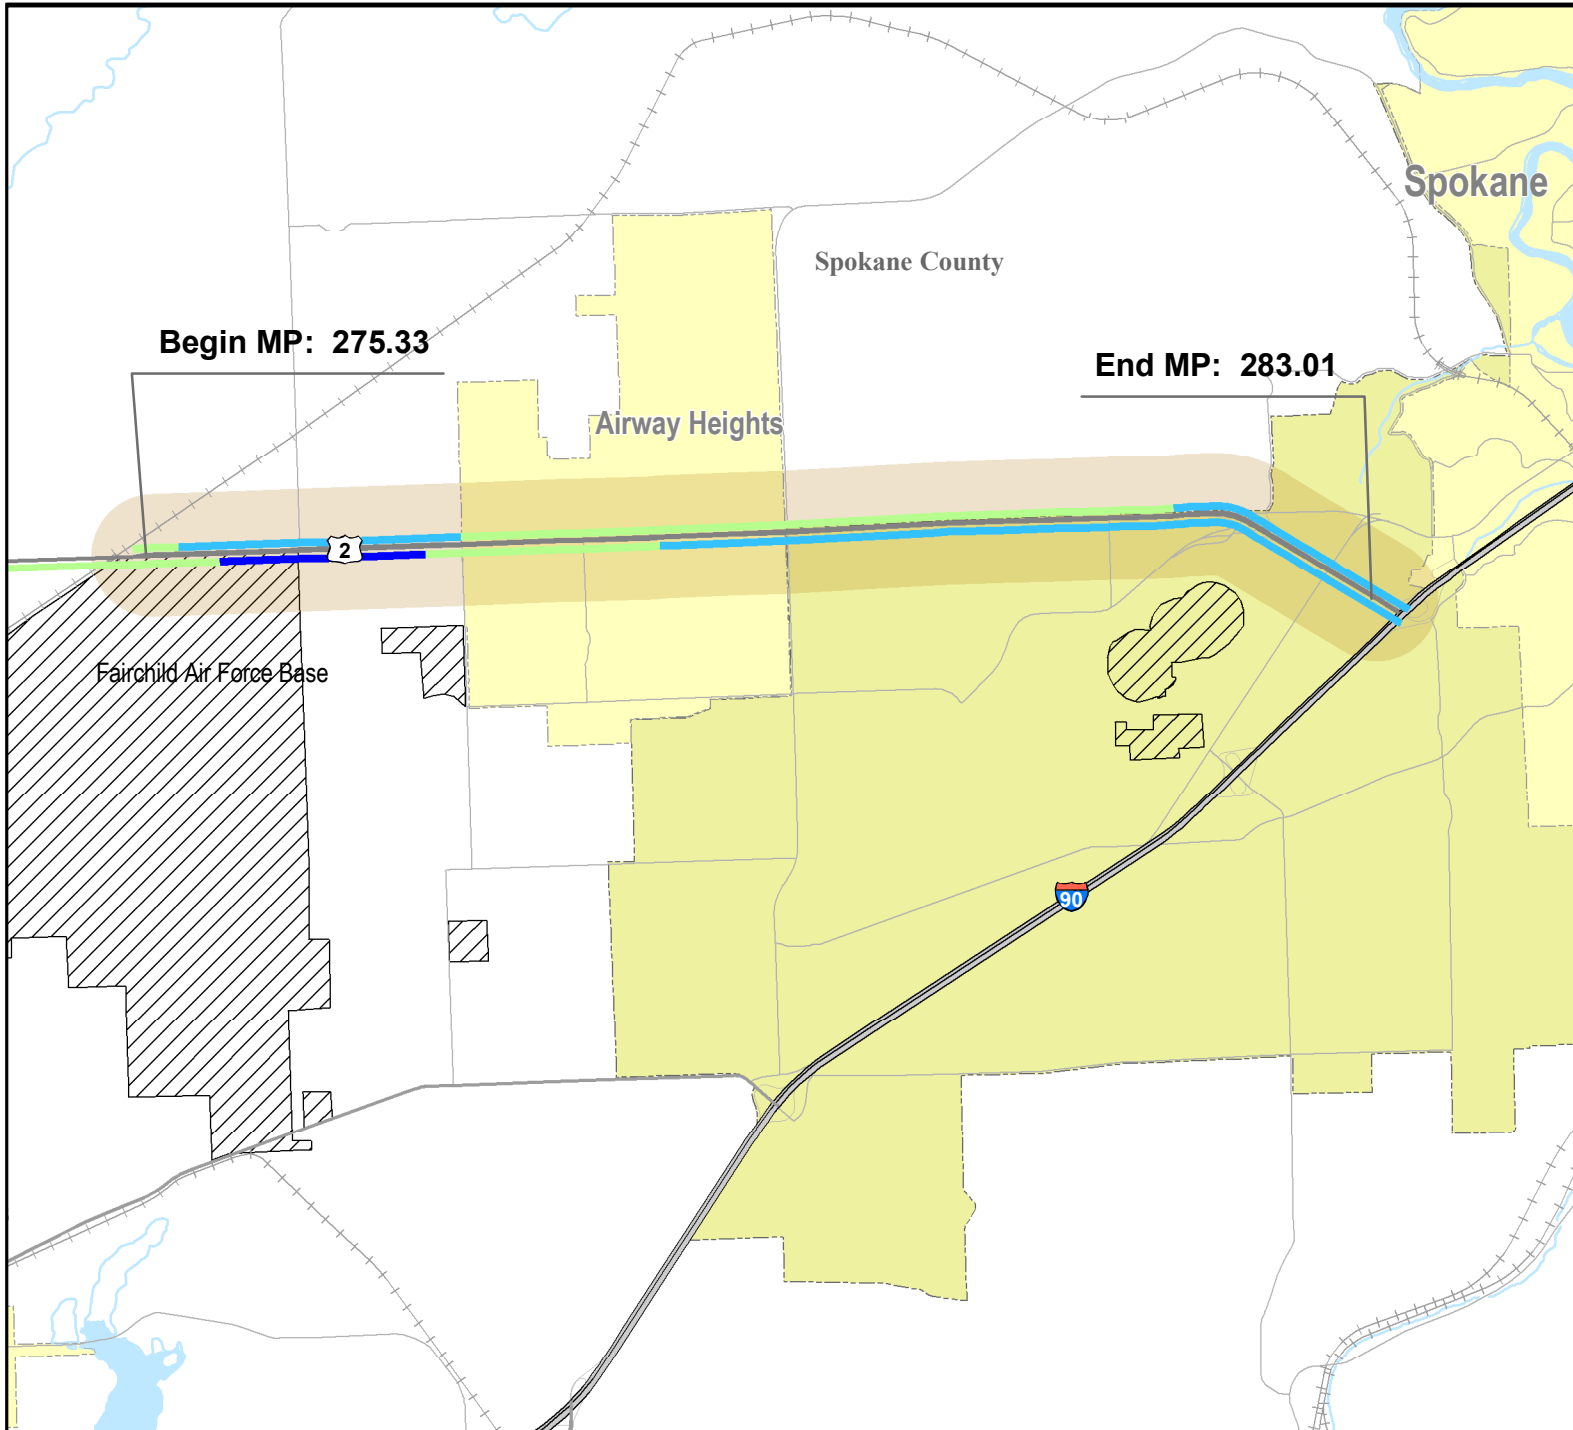 Spokane
Spokane County
Begin MP: 275.33
End MP: 283.01
Airway Heights
2
Fairchild Air Force Base
90